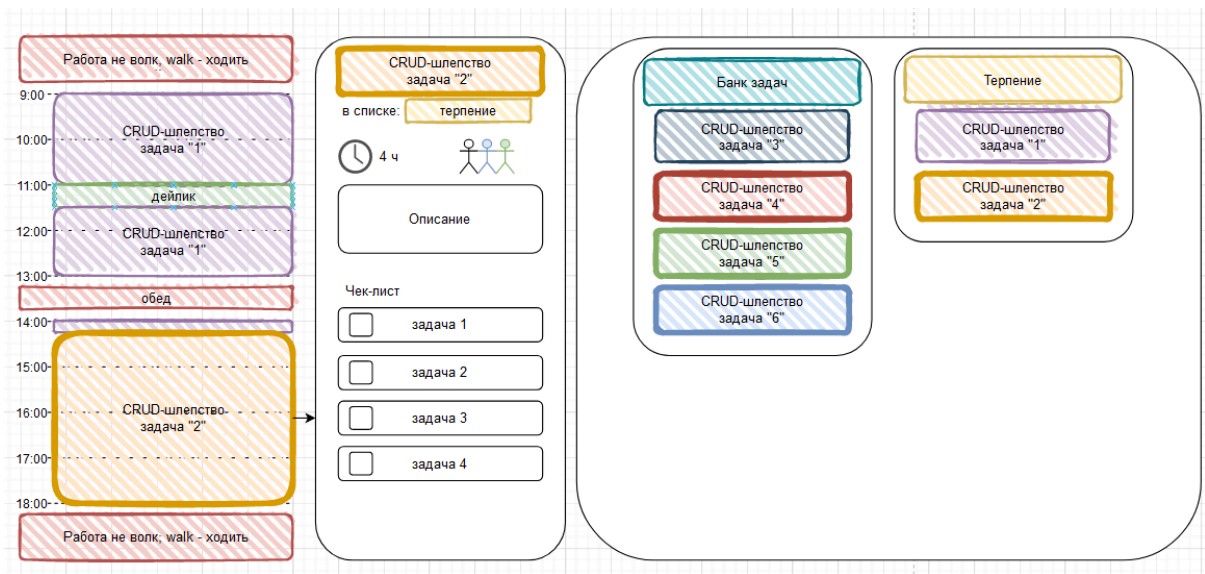 Работа не волк, walk - ходить
9:00
CRUD-шлепство
задача "1"
10:00
11:00
дейлик
12:00
CRUD-шлепство
задача "1"
13:00
обед
14:00
15:00
16:00
CRUD-шлепство
задача "2"
17:00
18:00
Работа не волк, walk - ходить
CRUD-шлепство
задача "2"
в списке: терпение
4 ч
Описание
Чек-лист
задача 1
задача 2
задача 3
задача 4
Банк задач
CRUD-шлепство
задача "3"
CRUD-шлепство
задача "4"
CRUD-шлепство
задача "5"
CRUD-шлепство
задача "6"
Терпение
CRUD-шлепство
задача "1"
CRUD-шлепство
задача "2"